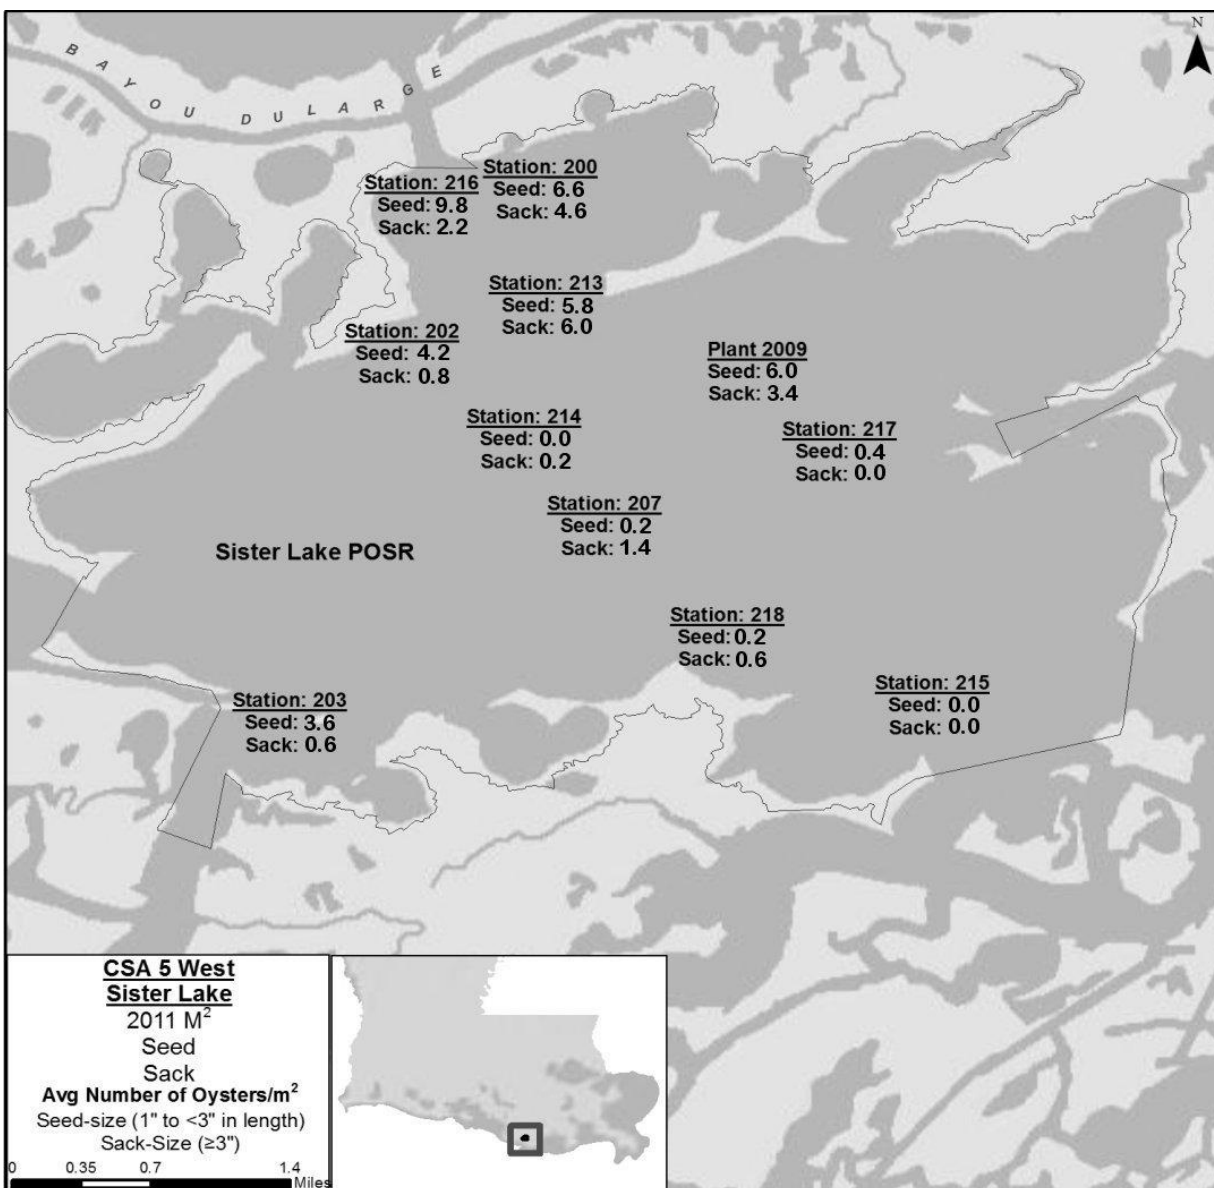 N
BAYOU DULARGE
Station: 200
Seed: 6.6
Sack: 4.6
Station: 216
Seed: 9.8
Sack: 2.2
Station: 213
Seed: 5.8
Sack: 6.0
Station: 202
Seed: 4.2
Sack: 0.8
Plant 2009
Seed: 6.0
Sack: 3.4
Station: 214
Seed: 0.0
Sack: 0.2
Station: 217
Seed: 0.4
Sack: 0.0
Station: 207
Seed: 0.2
Sack: 1.4
Sister Lake POSR
Station: 218
Seed: 0.2
Sack: 0.6
Station: 215
Seed: 0.0
Sack: 0.0
Station: 203
Seed: 3.6
Sack: 0.6
CSA 5 West
Sister Lake
2011 M²
Seed
Sack
Avg Number of Oysters/m²
Seed-size (1" to <3" in length)
Sack-Size (≥3")
0 0.35 0.7 1.4
Miles